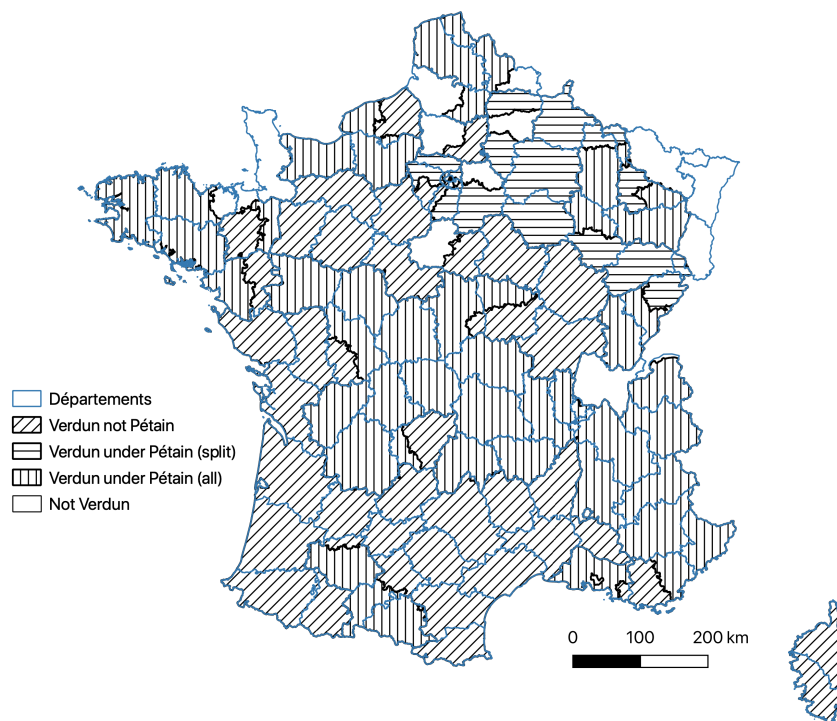 Départements
Verdun not Pétain
Verdun under Pétain (split)
Verdun under Pétain (all)
Not Verdun
0 100 200 km